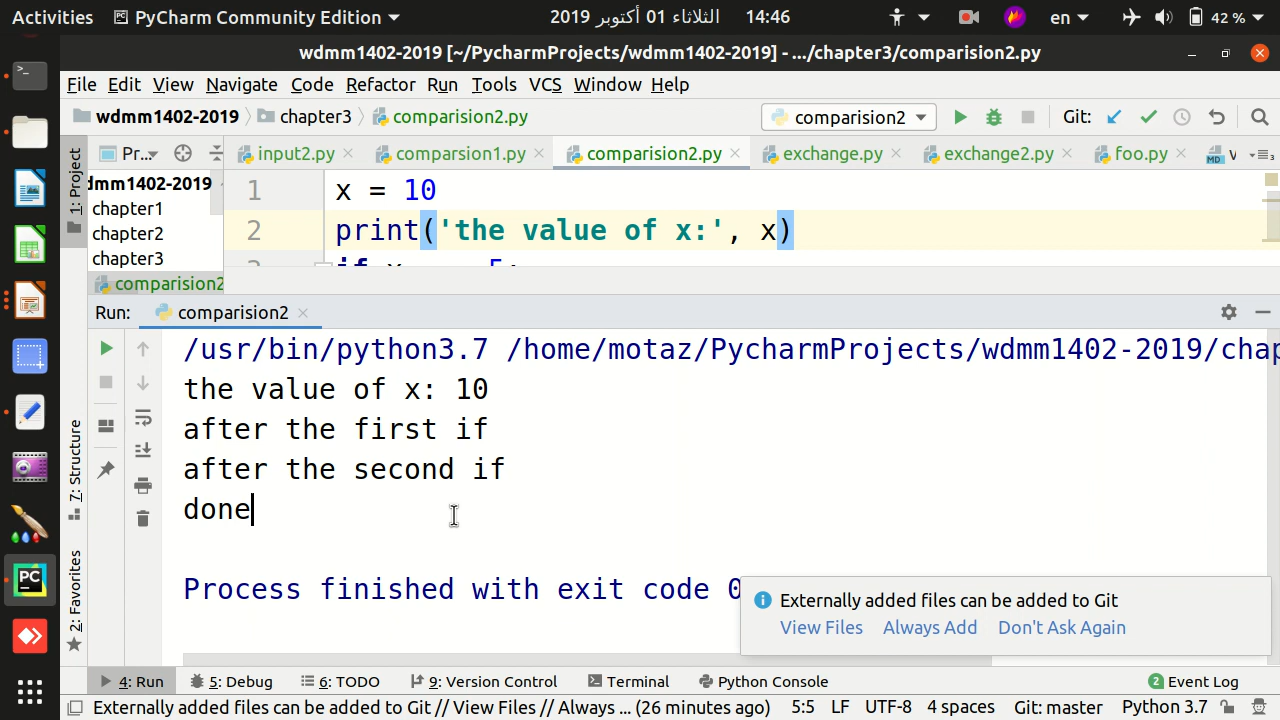 Activities PyCharm Community Edition الثلاثاء 01 أكتوبر 2019 14:46 en 42 %
wdmm1402-2019 [~/PycharmProjects/wdmm1402-2019] - .../chapter3/comparision2.py
File Edit View Navigate Code Refactor Run Tools VCS Window Help
wdmm1402-2019 chapter3 comparision2.py comparision2 Git:
1: Project
Pr... input2.py comparsion1.py comparision2.py exchange.py exchange2.py foo.py
dmm1402-2019
chapter1
chapter2
chapter3
comparision2
1 x = 10
2 print('the value of x:', x)
Run: comparision2
/usr/bin/python3.7 /home/motaz/PycharmProjects/wdmm1402-2019/chap
the value of x: 10
after the first if
after the second if
done
Process finished with exit code 0
7: Structure
2: Favorites
Externally added files can be added to Git
View Files Always Add Don't Ask Again
4: Run 5: Debug 6: TODO 9: Version Control Terminal Python Console 2 Event Log
Externally added files can be added to Git // View Files // Always ... (26 minutes ago) 5:5 LF UTF-8 4 spaces Git: master Python 3.7